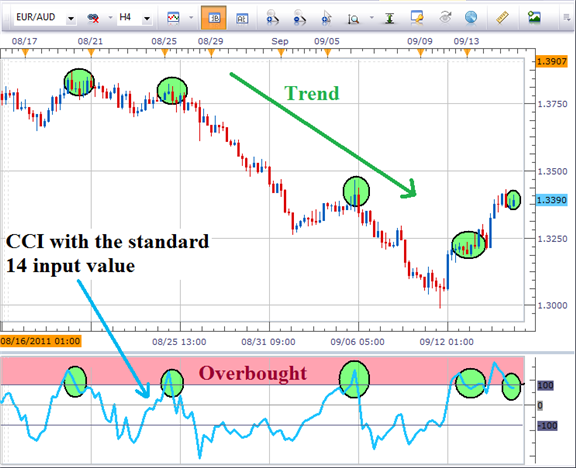 EUR/AUD H4
08/17 08/21 08/25 08/29 Sep 09/05 09/09 09/13
1.3907
1.3750
Trend
1.3500
1.3390
CCI with the standard
14 input value
1.3250
1.3000
08/16/2011 01:00 08/25 13:00 08/31 09:00 09/06 05:00 09/12 01:00
Overbought
100
0
-100